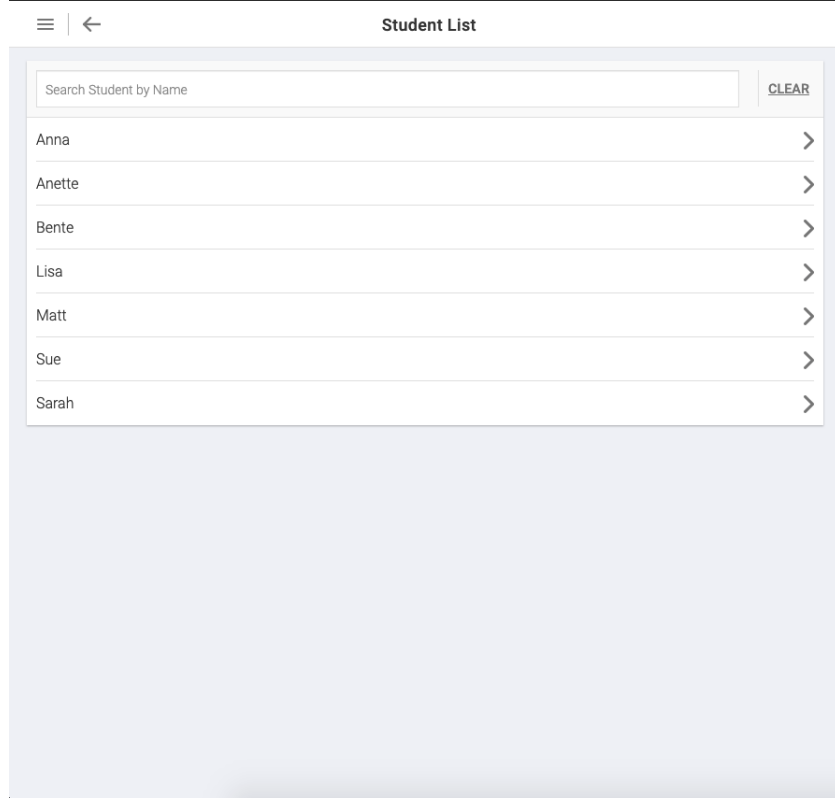 Student List
Search Student by Name
CLEAR
Anna
Anette
Bente
Lisa
Matt
Sue
Sarah